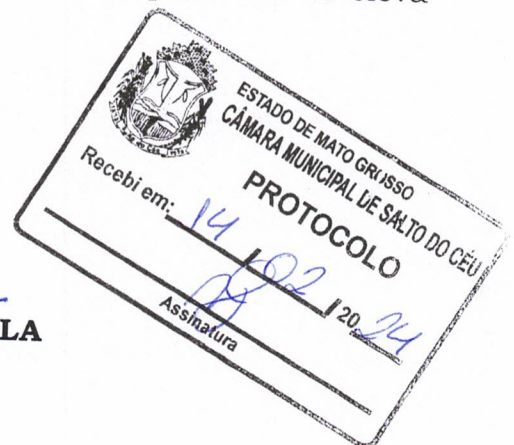 ESTADO DE MATO GROSSO
CÂMARA MUNICIPAL DE SALTO DO CÉU
PROTOCOLO
Recebi em: 14 / 02 / 2024
Assinatura
LA